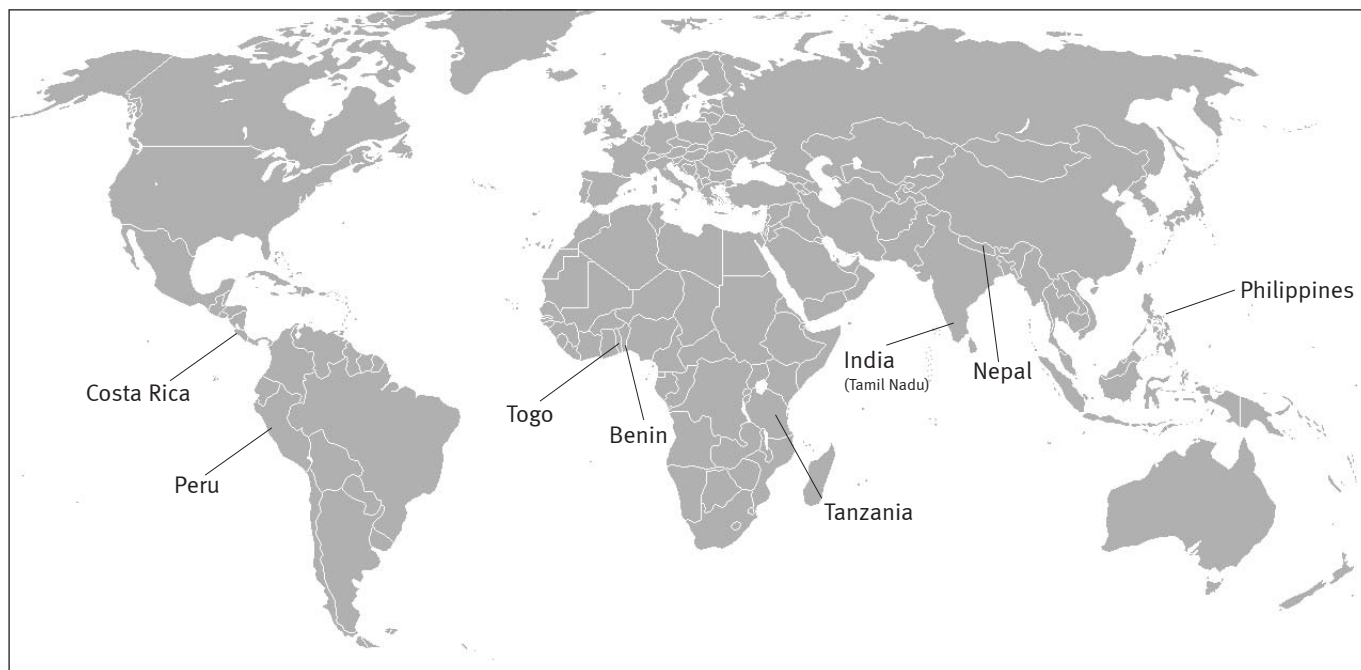 Philippines
India
(Tamil Nadu)
Nepal
Costa Rica
Togo
Benin
Peru
Tanzania